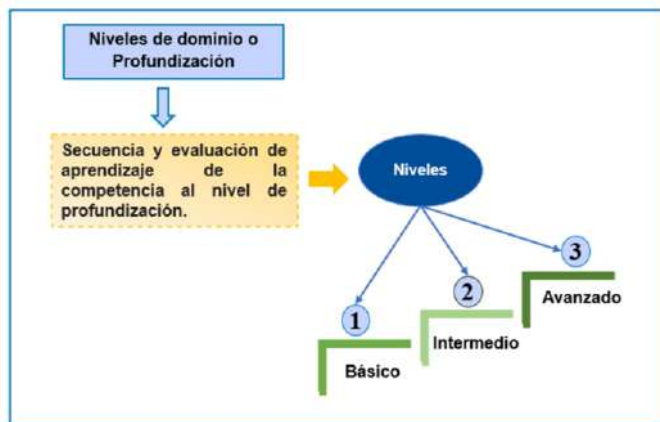 Niveles de dominio o
Profundización
Secuencia y evaluación de
aprendizaje de la
competencia al nivel de
profundización.
Niveles
3
Avanzado
2
Intermedio
1
Básico